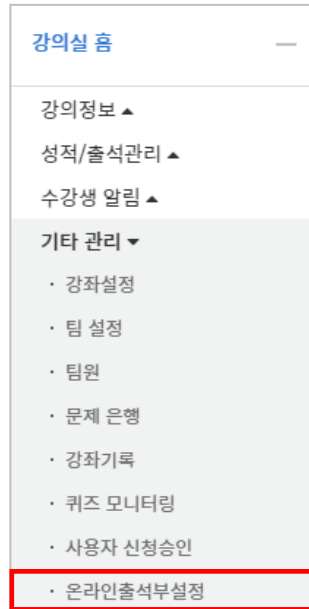 강의실 홈
강의정보 ▲
성적/출석관리 ▲
수강생 알림 ▲
기타 관리 ▼
· 강좌설정
· 팀 설정
· 팀원
· 문제 은행
· 강좌기록
· 퀴즈 모니터링
· 사용자 신청승인
· 온라인출석부설정